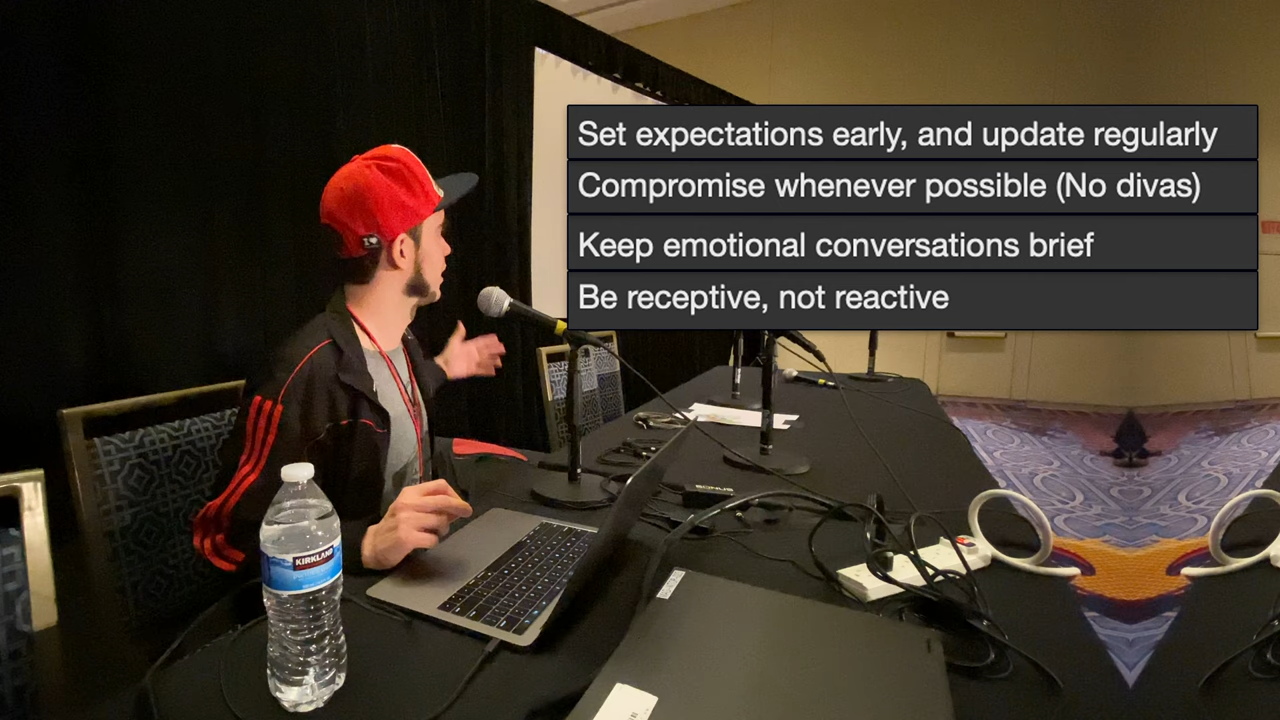 Set expectations early, and update regularly
Compromise whenever possible (No divas)
Keep emotional conversations brief
Be receptive, not reactive
KIRKLAND